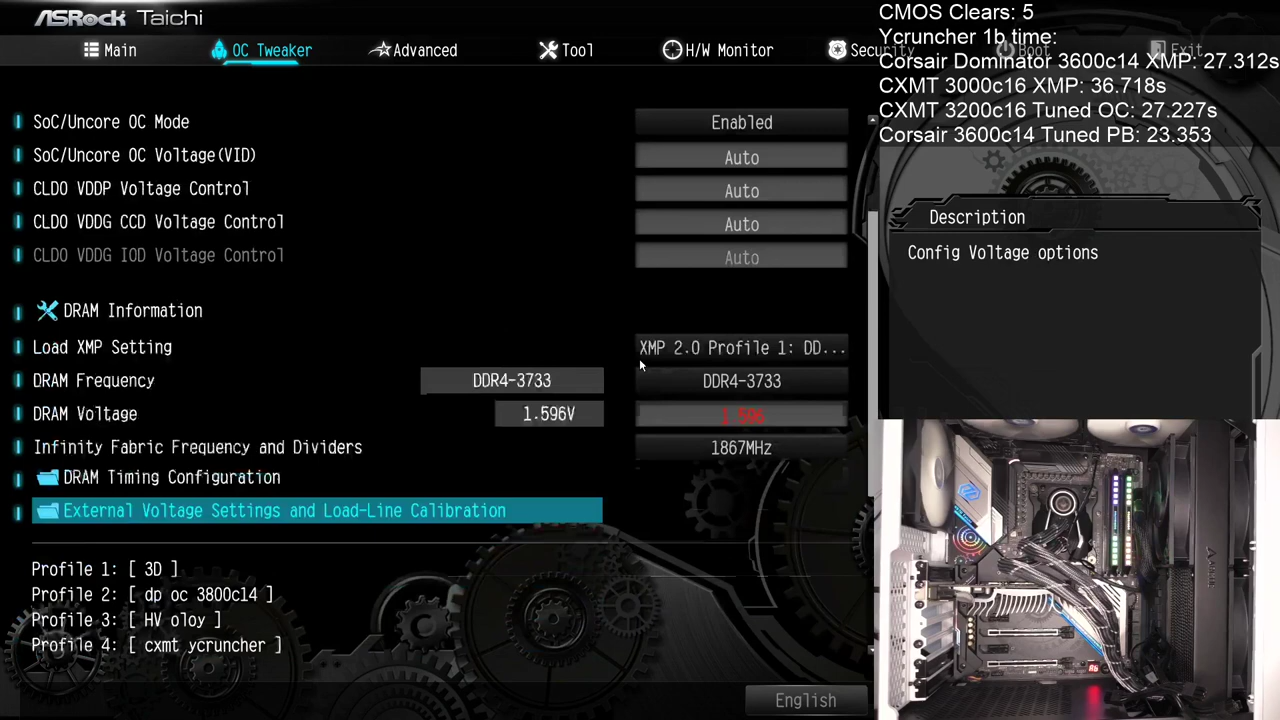 ASRock Taichi
Main
OC Tweaker
Advanced
Tool
H/W Monitor
Security
Boot
Exit
CMOS Clears: 5
Ycruncher 1b time:
Corsair Dominator 3600c14 XMP: 27.312s
CXMT 3000c16 XMP: 36.718s
CXMT 3200c16 Tuned OC: 27.227s
Corsair 3600c14 Tuned PB: 23.353
SoC/Uncore OC Mode Enabled
SoC/Uncore OC Voltage(VID) Auto
CLDO VDDP Voltage Control Auto
CLDO VDDG CCD Voltage Control Auto
CLDO VDDG IOD Voltage Control Auto
DRAM Information
Load XMP Setting XMP 2.0 Profile 1: DD...
DRAM Frequency DDR4-3733 DDR4-3733
DRAM Voltage 1.596V 1.596
Infinity Fabric Frequency and Dividers 1867MHz
DRAM Timing Configuration
External Voltage Settings and Load-Line Calibration
Profile 1: [ 3D ]
Profile 2: [ dp oc 3800c14 ]
Profile 3: [ HV oloy ]
Profile 4: [ cxmt ycruncher ]
English
Description
Config Voltage options